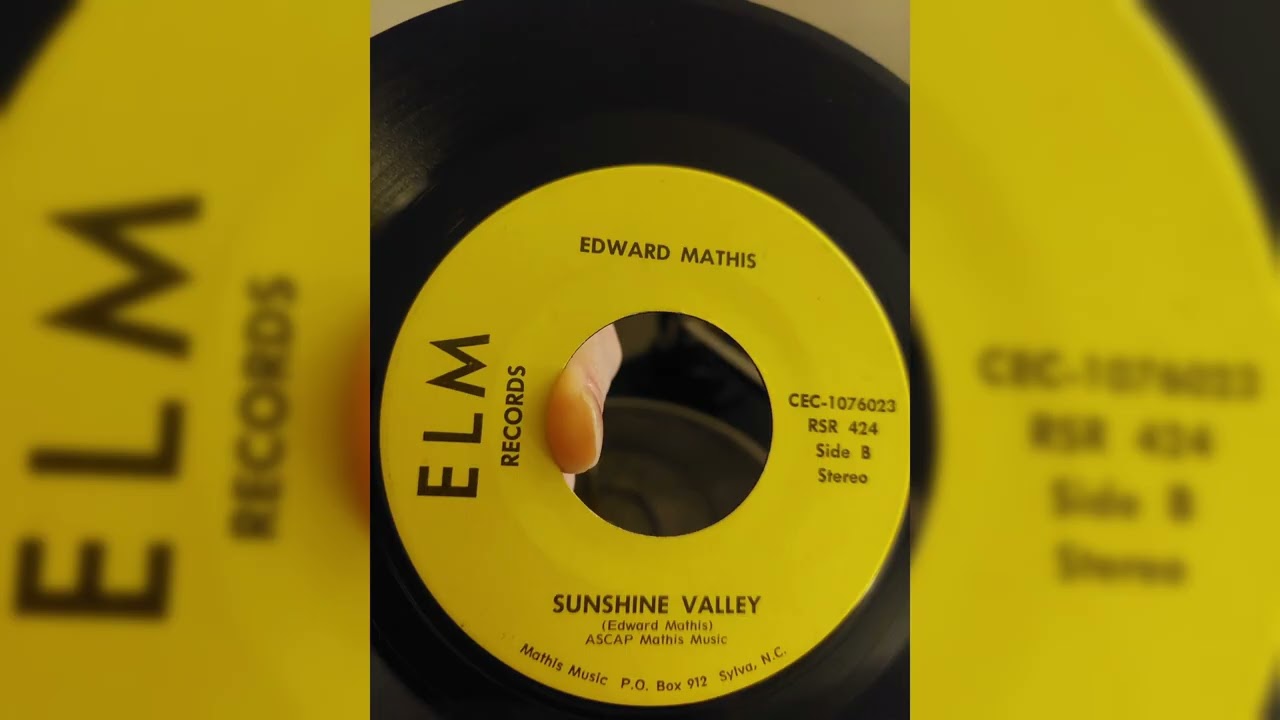 EDWARD MATHIS
ELM
RECORDS
CEC-1076023
RSR 424
Side B
Stereo
SUNSHINE VALLEY
(Edward Mathis)
ASCAP Mathis Music
Mathis Music P.O. Box 912 Sylva, N.C.